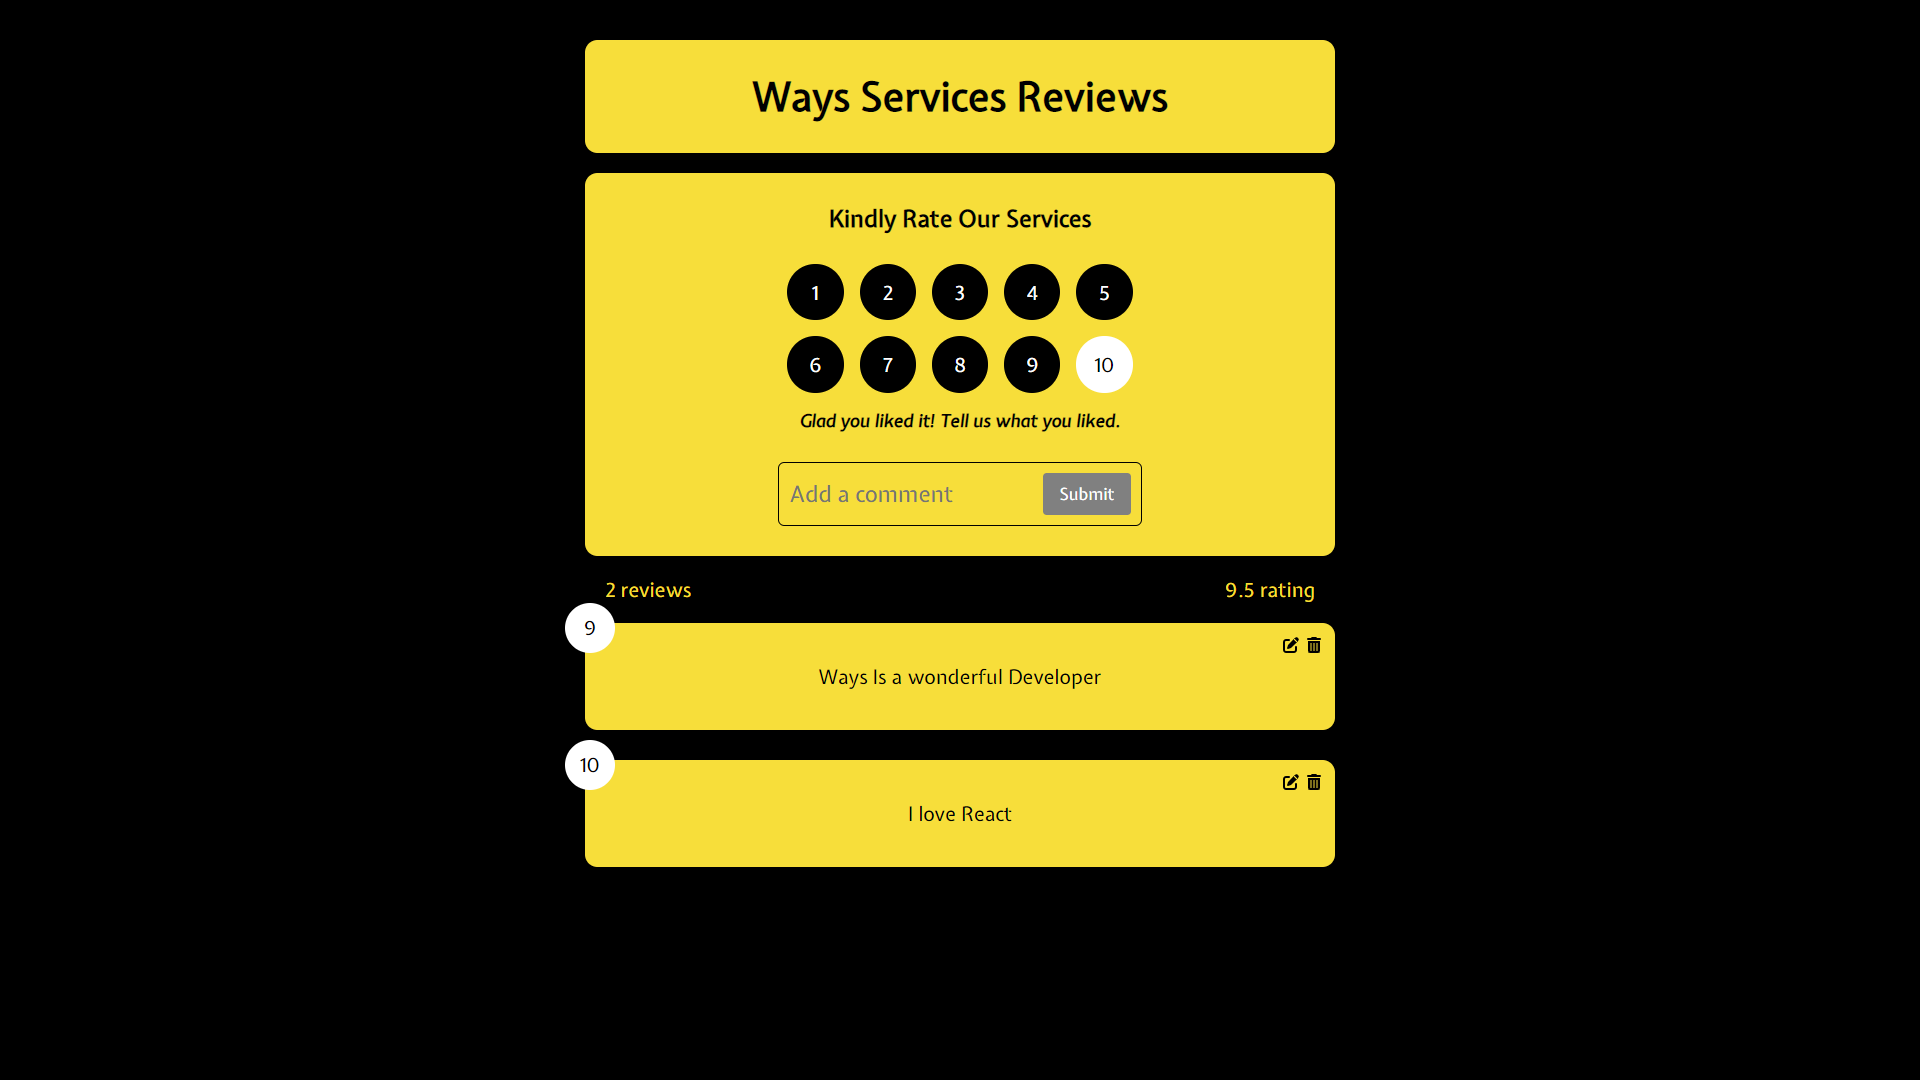 Ways Services Reviews
Kindly Rate Our Services
1 2 3 4 5
6 7 8 9 10
Glad you liked it! Tell us what you liked.
Add a comment Submit
2 reviews 9.5 rating
9
Ways Is a wonderful Developer
10
I love React